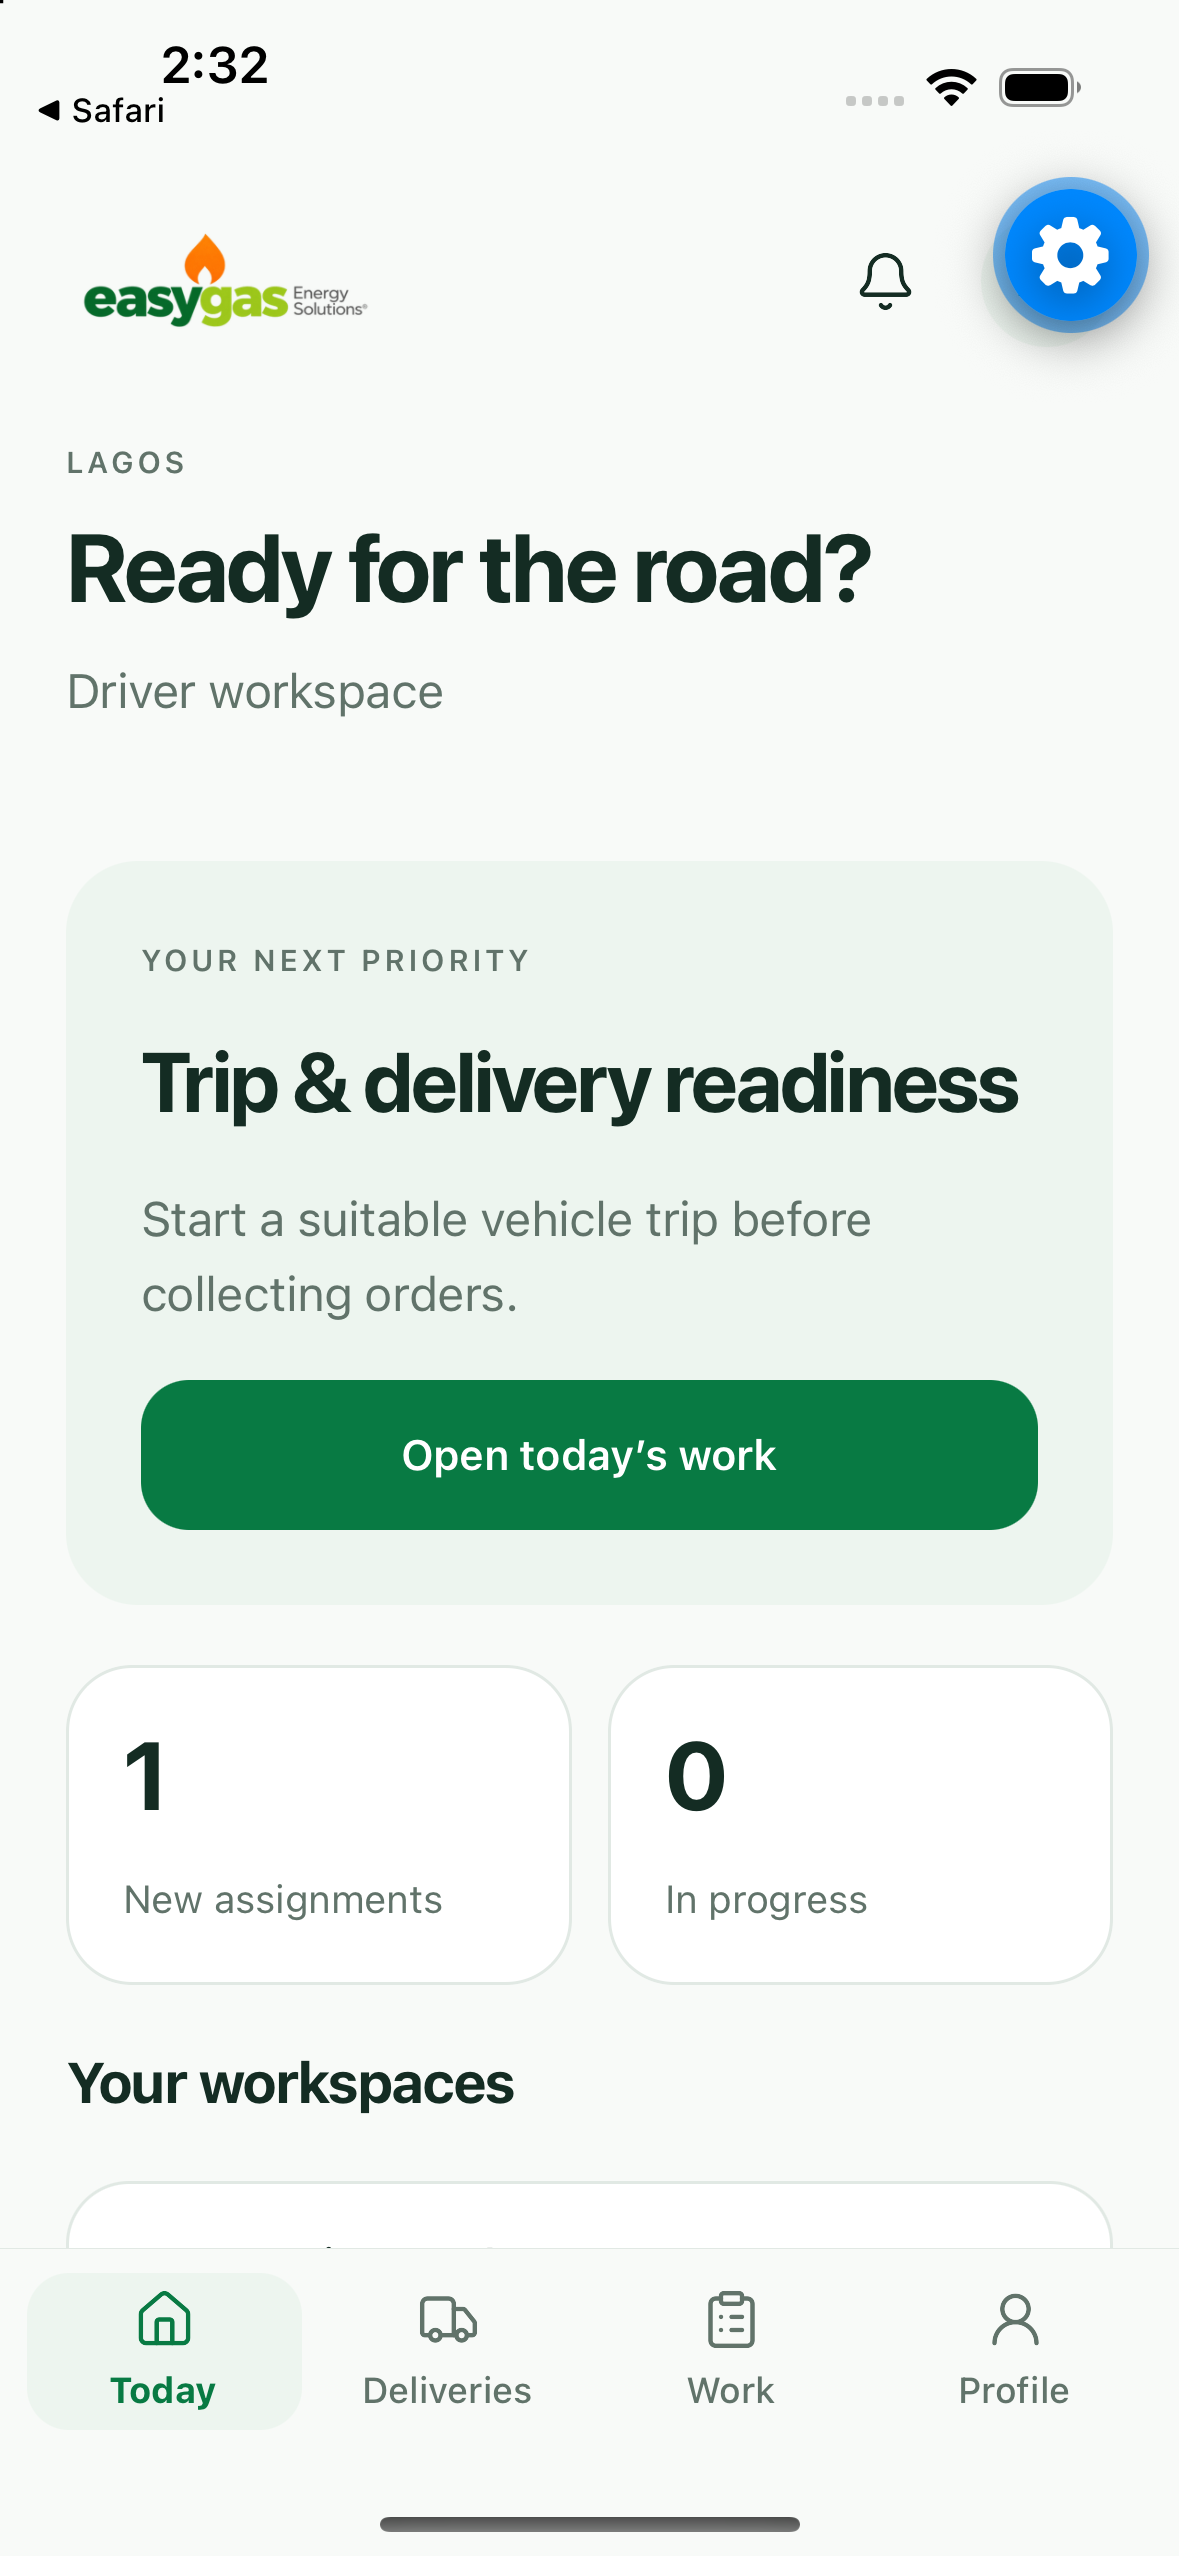 2:32
Safari
easygas Energy Solutions®
LAGOS
Ready for the road?
Driver workspace
YOUR NEXT PRIORITY
Trip & delivery readiness
Start a suitable vehicle trip before
collecting orders.
Open today’s work
1
New assignments
0
In progress
Your workspaces
Today
Deliveries
Work
Profile